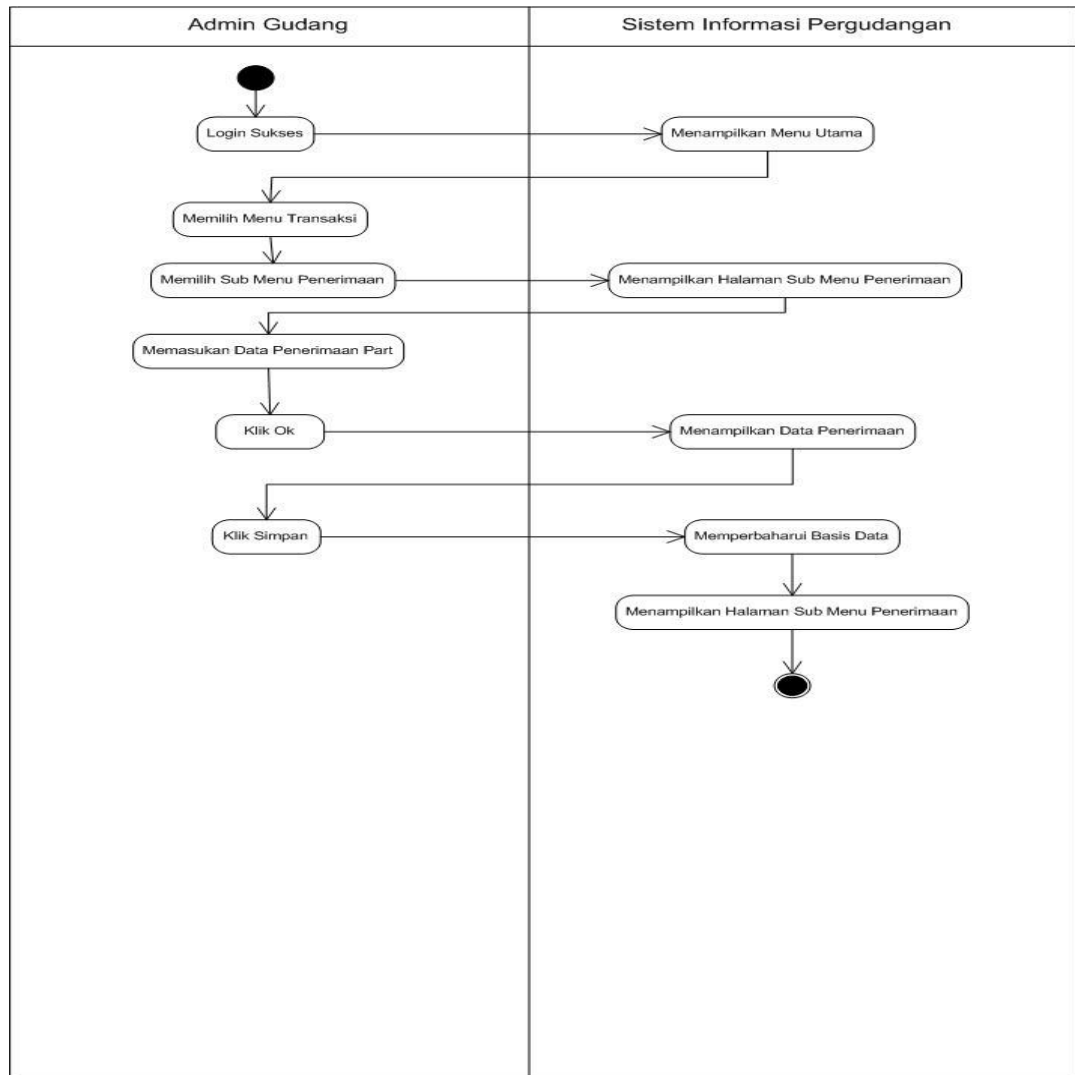 Admin Gudang
Sistem Informasi Pergudangan
Login Sukses
Menampilkan Menu Utama
Memilih Menu Transaksi
Memilih Sub Menu Penerimaan
Menampilkan Halaman Sub Menu Penerimaan
Memasukan Data Penerimaan Part
Klik Ok
Menampilkan Data Penerimaan
Klik Simpan
Memperbaharui Basis Data
Menampilkan Halaman Sub Menu Penerimaan